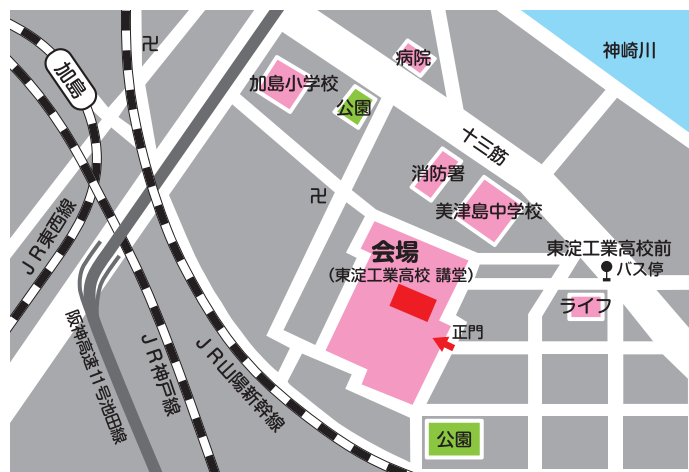 卍
神崎川
病院
加島
加島小学校
公園
十三筋
消防署
卍
美津島中学校
JR東西線
会場
（東淀工業高校 講堂）
東淀工業高校前
バス停
ライフ
正門
阪神高速11号池田線
JR神戸線
JR山陽新幹線
公園